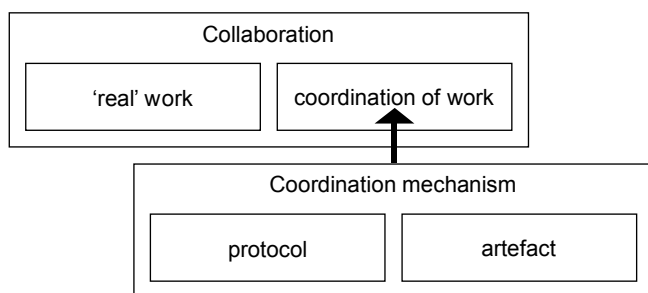 Collaboration
‘real’ work
coordination of work
Coordination mechanism
protocol
artefact